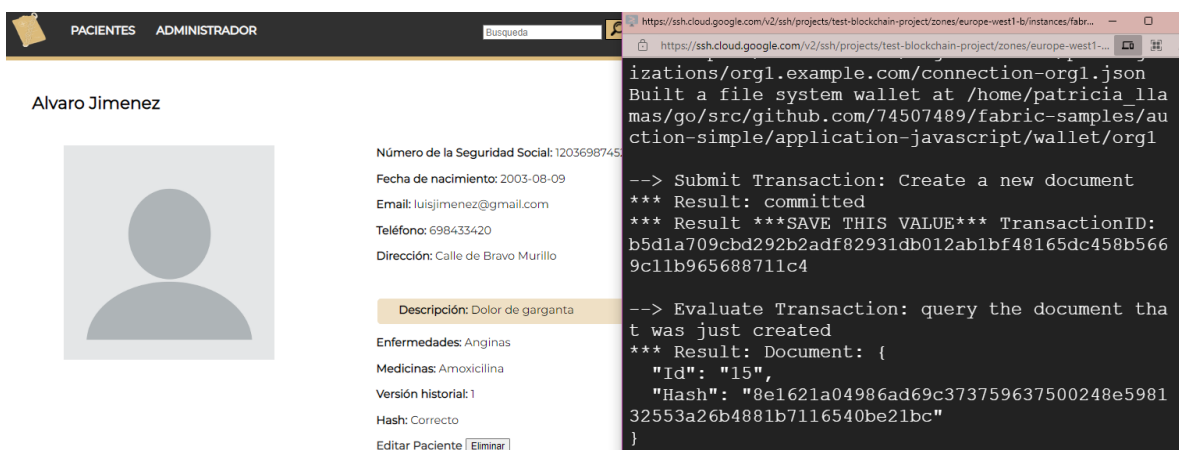 PACIENTES ADMINISTRADOR
Busqueda
Alvaro Jimenez
Número de la Seguridad Social:
Fecha de nacimiento: 2003-08-09
Email: luisjimenez@gmail.com
Teléfono: 698433420
Dirección: Calle de Bravo Murillo
Descripción: Dolor de garganta
Enfermedades: Anginas
Medicinas: Amoxicilina
Versión historial: 1
Hash: Correcto
Editar Paciente Eliminar
https://ssh.cloud.google.com/v2/ssh/projects/test-blockchain-project/zones/europe-west1-b/instances/fabr...
https://ssh.cloud.google.com/v2/ssh/projects/test-blockchain-project/zones/europe-west1-...
izations/org1.example.com/connection-org1.json
Built a file system wallet at /home/patricia_lla
mas/go/src/github.com/74507489/fabric-samples/au
ction-simple/application-javascript/wallet/org1
--> Submit Transaction: Create a new document
*** Result: committed
*** Result ***SAVE THIS VALUE*** TransactionID:
b5d1a709cbd292b2adf82931db012ab1bf48165dc458b566
9c11b965688711c4
--> Evaluate Transaction: query the document tha
t was just created
*** Result: Document: {
"Id": "15",
"Hash": "8e1621a04986ad69c373759637500248e5981
32553a26b4881b7116540be21bc"
}